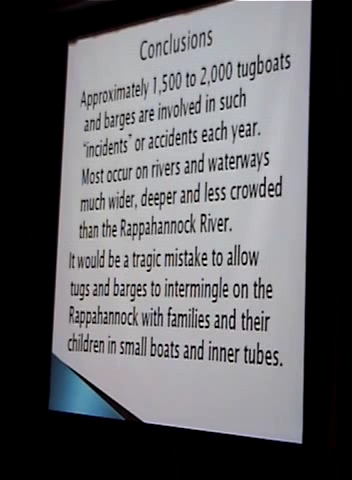 Conclusions
Approximately 1,500 to 2,000 tugboats
and barges are involved in such
"incidents" or accidents each year.
Most occur on rivers and waterways
much wider, deeper and less crowded
than the Rappahannock River.
It would be a tragic mistake to allow
tugs and barges to intermingle on the
Rappahannock with families and their
children in small boats and inner tubes.